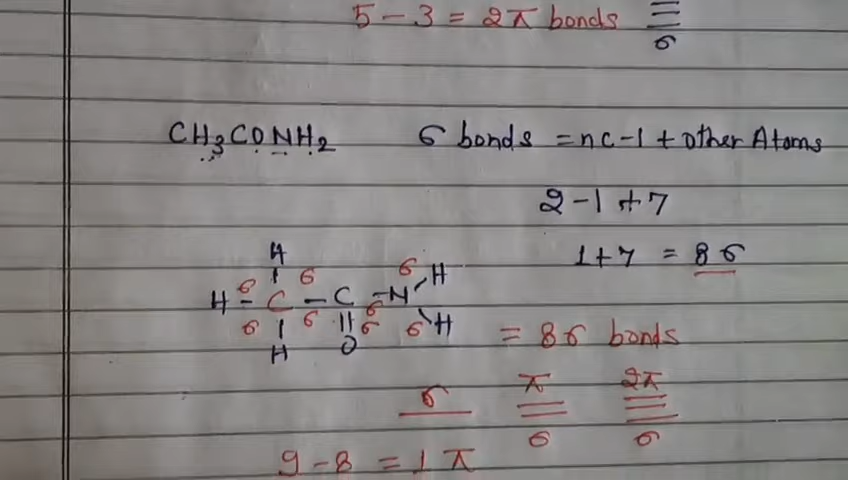 5 - 3 = 2π bonds
σ
CH3CONH2 σ bonds = nC - 1 + other Atoms
2 - 1 + 7
1 + 7 = 8σ
H
σ σ σ H
H - C - C - N
σ σ σ σ σ H
H O
= 8σ bonds
σ π 2π
σ σ
9 - 8 = 1π